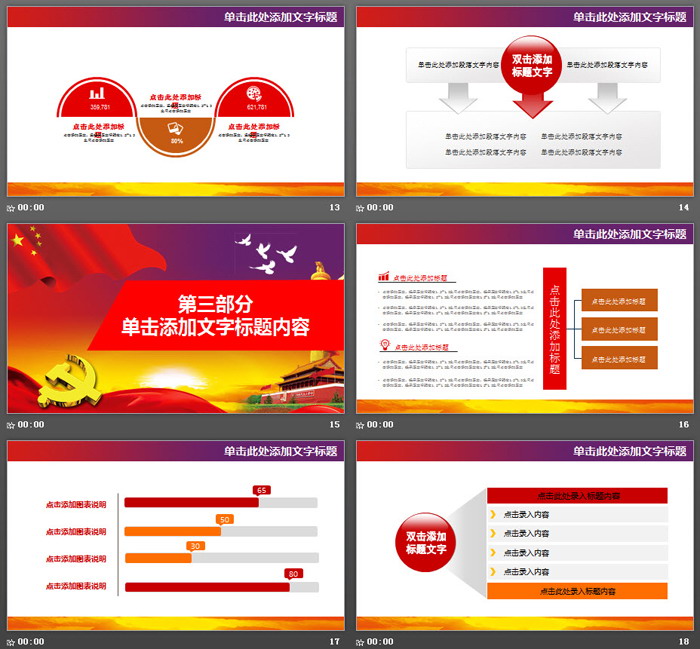 单击此处添加文字标题
359,781
点击此处添加标
621,781
点击此处添加标
80%
点击此处添加标
00:00
13
单击此处添加文字标题
单击此处添加段落文字内容
双击添加
标题文字
单击此处添加段落文字内容
单击此处添加段落文字内容
单击此处添加段落文字内容
单击此处添加段落文字内容
单击此处添加段落文字内容
00:00
14
第三部分
单击添加文字标题内容
00:00
15
单击此处添加文字标题
点击此处添加标题
点击此处添加标题
点击此处添加标题
点击此处添加标题
点击此处添加标题
点击此处添加标题
00:00
16
单击此处添加文字标题
点击添加图表说明
65
点击添加图表说明
50
点击添加图表说明
30
点击添加图表说明
80
00:00
17
单击此处添加文字标题
双击添加
标题文字
点击此处录入标题内容
点击录入内容
点击录入内容
点击录入内容
点击录入内容
点击此处录入标题内容
00:00
18